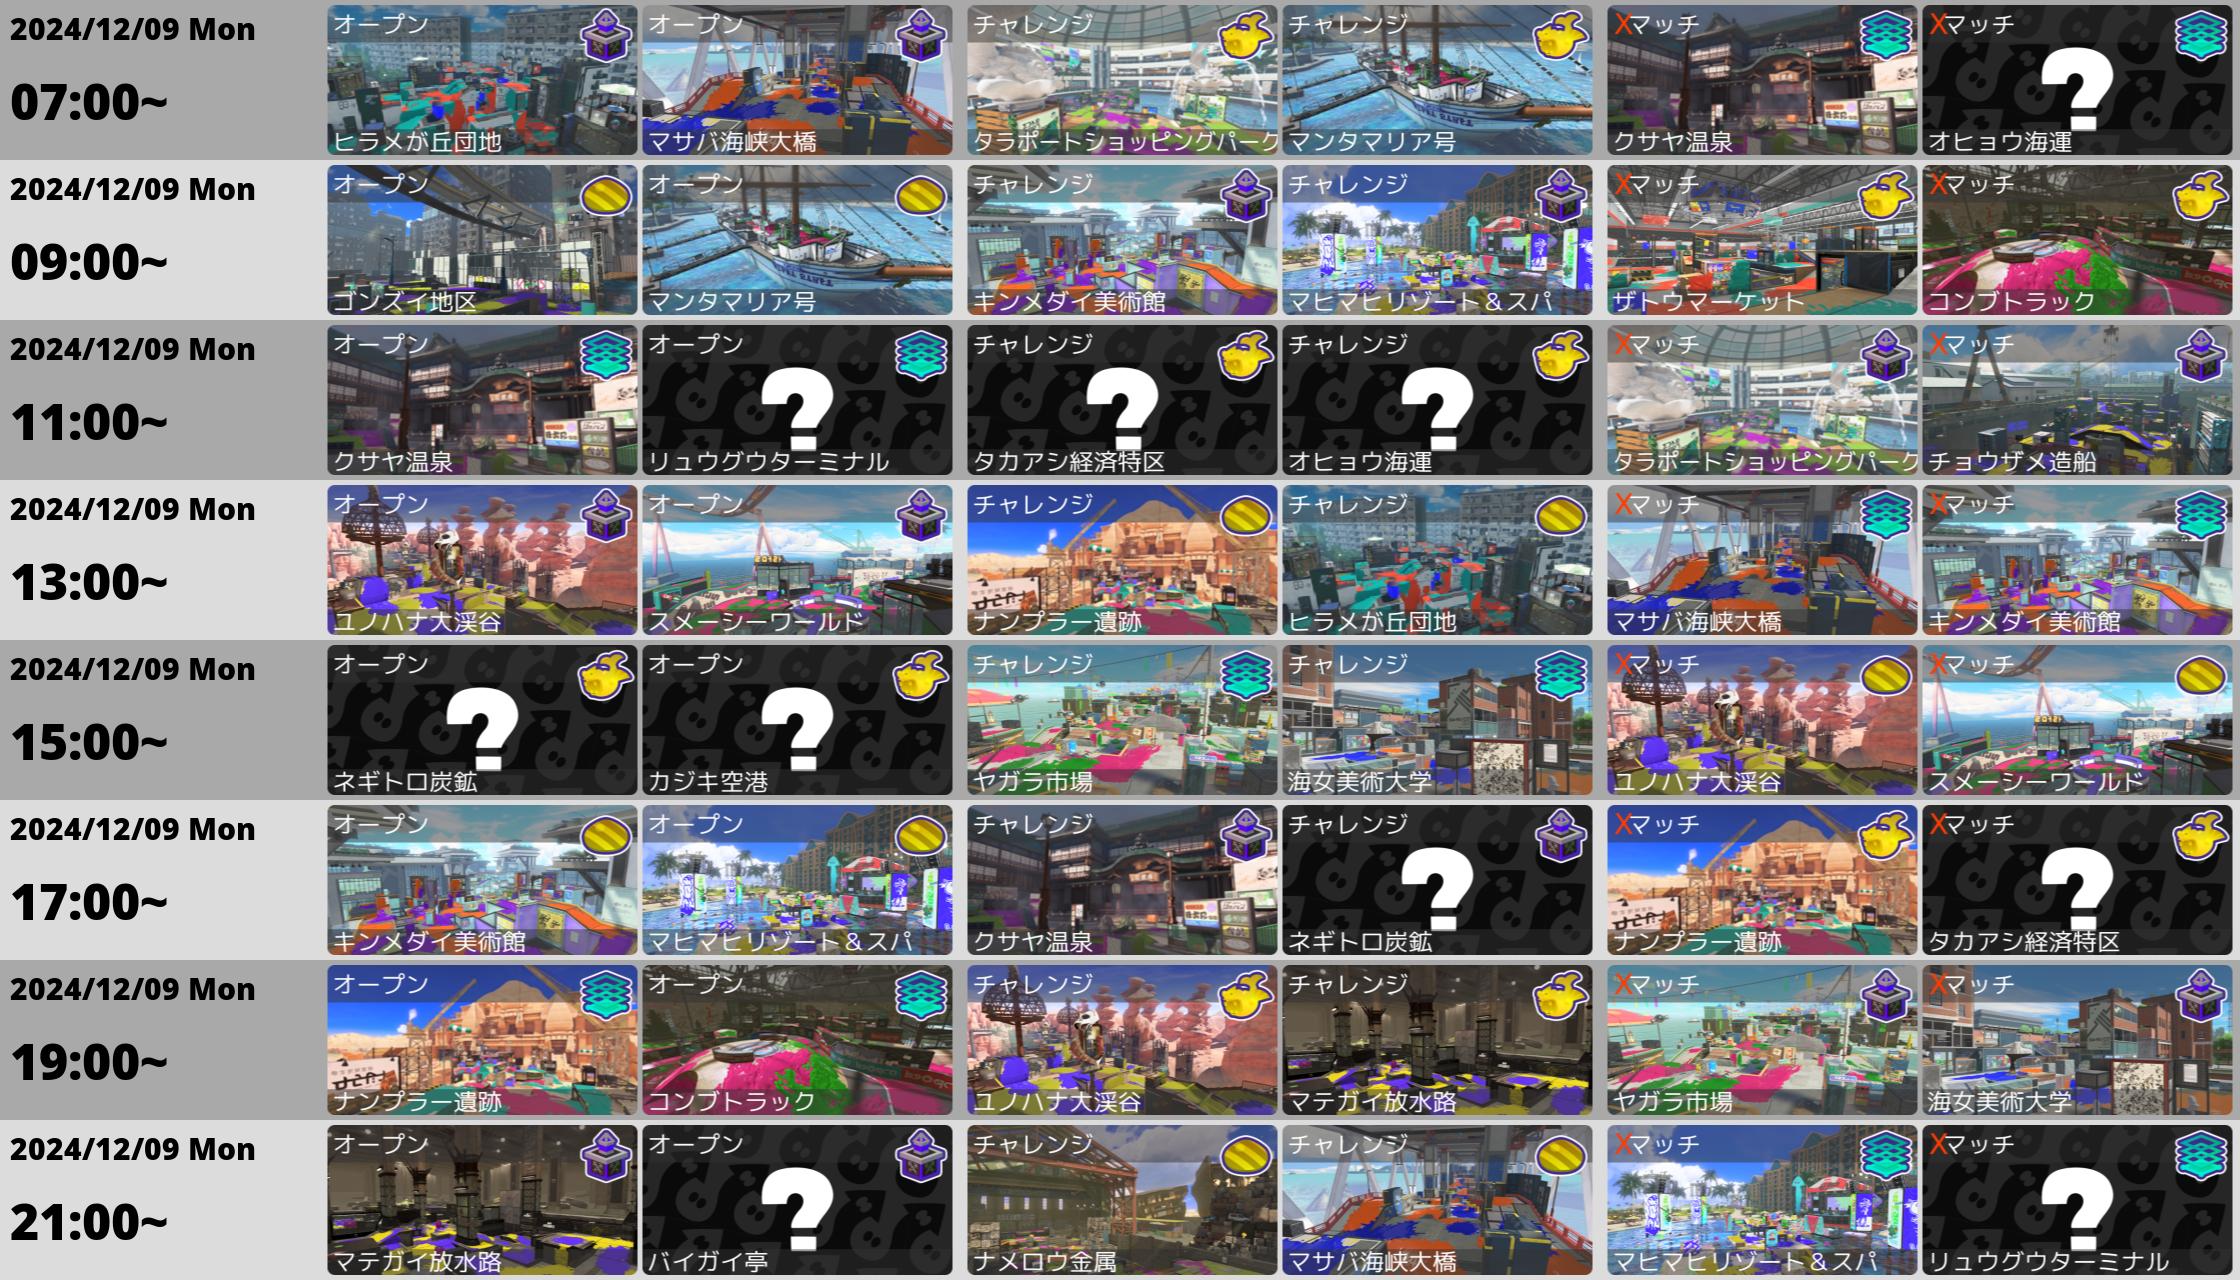 2024/12/09 Mon
07:00~
オープン
ヒラメが丘団地
オープン
マサバ海峡大橋
チャレンジ
タラポートショッピングパーク
チャレンジ
マンタマリア号
Xマッチ
クサヤ温泉
Xマッチ
?
オヒョウ海運
2024/12/09 Mon
09:00~
オープン
ゴンズイ地区
オープン
マンタマリア号
チャレンジ
キンメダイ美術館
チャレンジ
マヒマヒリゾート＆スパ
Xマッチ
ザトウマーケット
Xマッチ
コンブトラック
2024/12/09 Mon
11:00~
オープン
クサヤ温泉
オープン
?
リュウグウターミナル
チャレンジ
?
タカアシ経済特区
チャレンジ
?
オヒョウ海運
Xマッチ
タラポートショッピングパーク
Xマッチ
チョウザメ造船
2024/12/09 Mon
13:00~
オープン
ユノハナ大渓谷
オープン
スメーシーワールド
チャレンジ
ナンプラー遺跡
チャレンジ
ヒラメが丘団地
Xマッチ
マサバ海峡大橋
Xマッチ
キンメダイ美術館
2024/12/09 Mon
15:00~
オープン
?
ネギトロ炭鉱
オープン
?
カジキ空港
チャレンジ
ヤガラ市場
チャレンジ
海女美術大学
Xマッチ
ユノハナ大渓谷
Xマッチ
スメーシーワールド
2024/12/09 Mon
17:00~
オープン
キンメダイ美術館
オープン
マヒマヒリゾート＆スパ
チャレンジ
クサヤ温泉
チャレンジ
?
ネギトロ炭鉱
Xマッチ
ナンプラー遺跡
Xマッチ
?
タカアシ経済特区
2024/12/09 Mon
19:00~
オープン
ナンプラー遺跡
オープン
コンブトラック
チャレンジ
ユノハナ大渓谷
チャレンジ
マテガイ放水路
Xマッチ
ヤガラ市場
Xマッチ
海女美術大学
2024/12/09 Mon
21:00~
オープン
マテガイ放水路
オープン
?
バイガイ亭
チャレンジ
ナメロウ金属
チャレンジ
マサバ海峡大橋
Xマッチ
マヒマヒリゾート＆スパ
Xマッチ
?
リュウグウターミナル